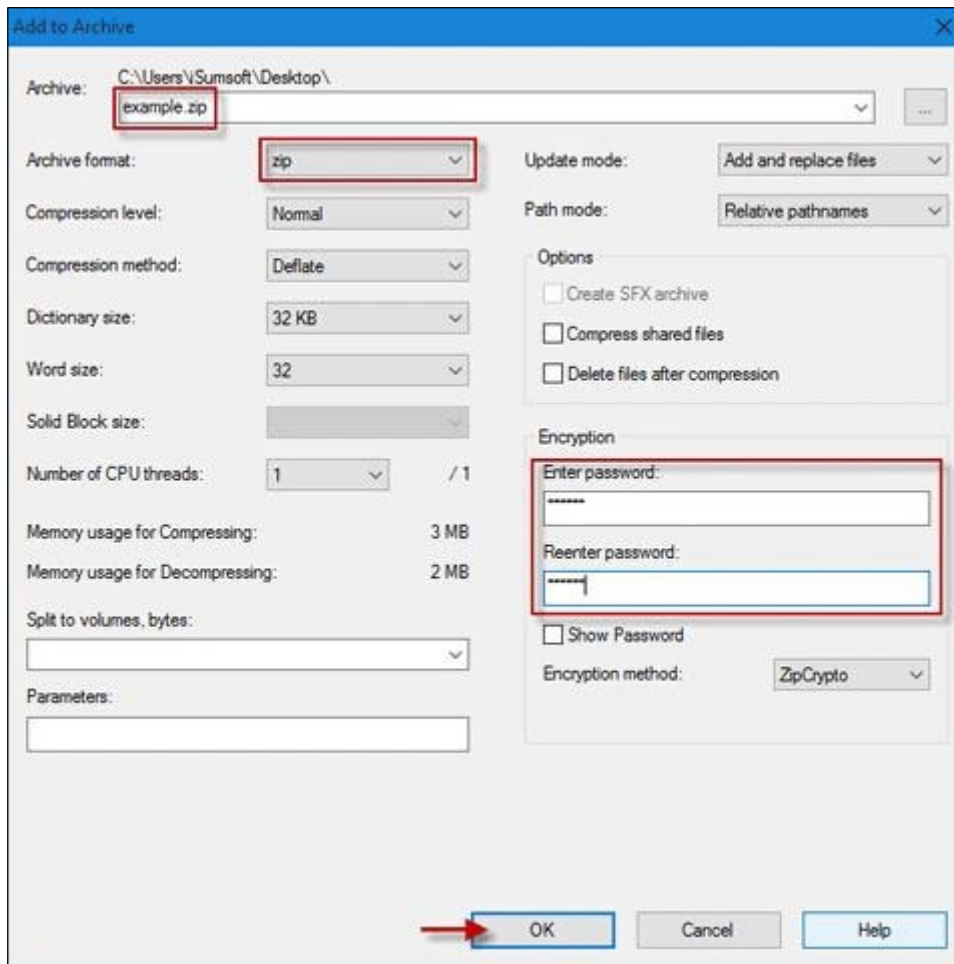 Add to Archive
Archive:
C:\Users\iSumsoft\Desktop\
example.zip
...
Archive format:
zip
Compression level:
Normal
Compression method:
Deflate
Dictionary size:
32 KB
Word size:
32
Solid Block size:
Number of CPU threads:
1
/ 1
Memory usage for Compressing:
3 MB
Memory usage for Decompressing:
2 MB
Split to volumes, bytes:
Parameters:
Update mode:
Add and replace files
Path mode:
Relative pathnames
Options
Create SFX archive
Compress shared files
Delete files after compression
Encryption
Enter password:
******
Reenter password:
******
Show Password
Encryption method:
ZipCrypto
OK
Cancel
Help